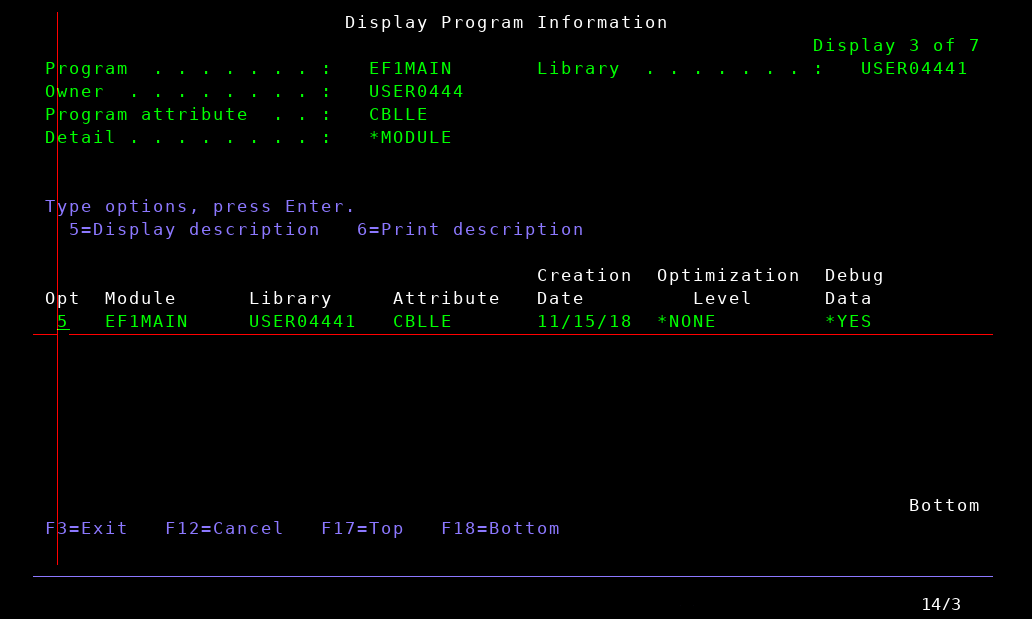 Display Program Information
Display 3 of 7
Program  . . . . . . . :   EF1MAIN       Library  . . . . . . . :   USER04441
Owner  . . . . . . . . :   USER0444
Program attribute  . . :   CBLLE
Detail . . . . . . . . :   *MODULE
Type options, press Enter.
  5=Display description   6=Print description
                                         Creation  Optimization  Debug
Opt  Module      Library     Attribute   Date         Level      Data
 5   EF1MAIN     USER04441   CBLLE       11/15/18  *NONE         *YES
Bottom
F3=Exit   F12=Cancel   F17=Top   F18=Bottom
14/3